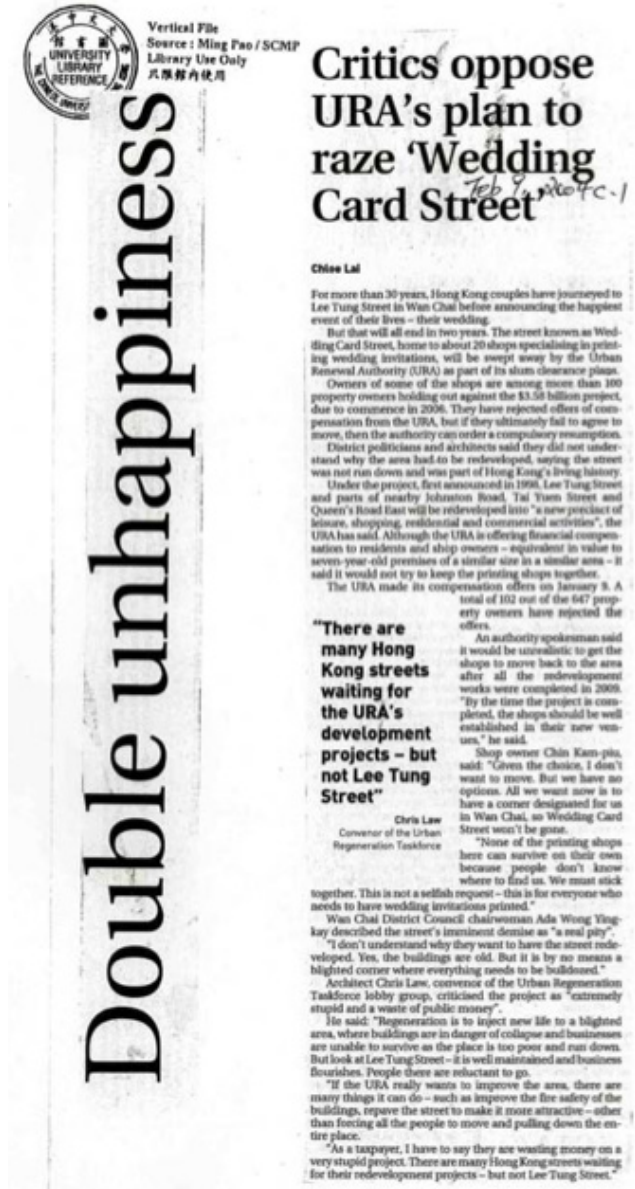 UNIVERSITY
LIBRARY
REFERENCE
Vertical File
Source : Ming Pao / SCMP
Library Use Only
只限館內使用
Double unhappiness
Critics oppose
URA's plan to
raze 'Wedding
Card Street'
Feb 9, C-1
Chloe Lai
For more than 30 years, Hong Kong couples have journeyed to
Lee Tung Street in Wan Chai before announcing the happiest
event of their lives – their wedding.
But that will all end in two years. The street known as Wed-
ding Card Street, home to about 20 shops specialising in print-
ing wedding invitations, will be swept away by the Urban
Renewal Authority (URA) as part of its slum clearance plans.
Owners of some of the shops are among more than 100
property owners holding out against the $3.58 billion project,
due to commence in 2006. They have rejected offers of com-
pensation from the URA, but if they ultimately fail to agree to
move, then the authority can order a compulsory resumption.
District politicians and architects said they did not under-
stand why the area had to be redeveloped, saying the street
was not run down and was part of Hong Kong's living history.
Under the project, first announced in 1998, Lee Tung Street
and parts of nearby Johnston Road, Tai Yuen Street and
Queen's Road East will be redeveloped into "a new precinct of
leisure, shopping, residential and commercial activities", the
URA has said. Although the URA is offering financial compen-
sation to residents and shop owners – equivalent in value to
seven-year-old premises of a similar size in a similar area – it
said it would not try to keep the printing shops together.
The URA made its compensation offers on January 9. A
total of 102 out of the 647 prop-
erty owners have rejected the
offers.
An authority spokesman said
it would be unrealistic to get the
shops to move back to the area
after all the redevelopment
works were completed in 2009.
"By the time the project is com-
pleted, the shops should be well
established in their new ven-
ues," he said.
Shop owner Chin Kam-piu,
said: "Given the choice, I don't
want to move. But we have no
options. All we want now is to
have a corner designated for us
in Wan Chai, so Wedding Card
Street won't be gone.
"None of the printing shops
here can survive on their own
because people don't know
where to find us. We must stick
together. This is not a selfish request – this is for everyone who
needs to have wedding invitations printed."
"There are
many Hong
Kong streets
waiting for
the URA's
development
projects – but
not Lee Tung
Street"
Chris Law
Convenor of the Urban
Regeneration Taskforce
Wan Chai District Council chairwoman Ada Wong Ying-
kay described the street's imminent demise as "a real pity".
"I don't understand why they want to have the street rede-
veloped. Yes, the buildings are old. But it is by no means a
blighted corner where everything needs to be bulldozed."
Architect Chris Law, convenor of the Urban Regeneration
Taskforce lobby group, criticised the project as "extremely
stupid and a waste of public money".
He said: "Regeneration is to inject new life to a blighted
area, where buildings are in danger of collapse and businesses
are unable to survive as the place is too poor and run down.
But look at Lee Tung Street – it is well maintained and business
flourishes. People there are reluctant to go.
"If the URA really wants to improve the area, there are
many things it can do – such as improve the fire safety of the
buildings, repave the street to make it more attractive – other
than forcing all the people to move and pulling down the en-
tire place.
"As a taxpayer, I have to say they are wasting money on a
very stupid project. There are many Hong Kong streets waiting
for their redevelopment projects – but not Lee Tung Street."